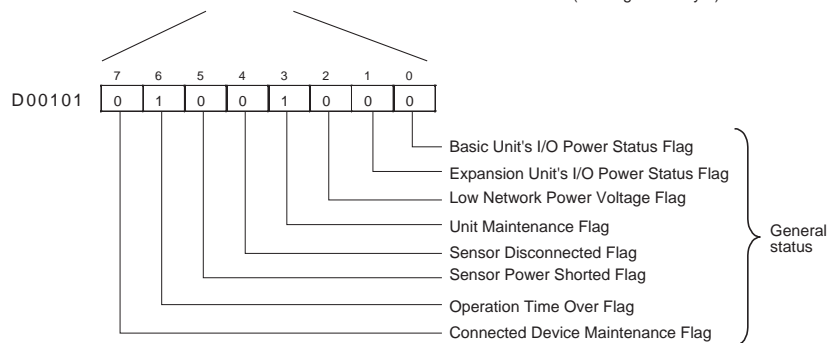 7 6 5 4 3 2 1 0
D00101 0 1 0 0 1 0 0 0
Basic Unit's I/O Power Status Flag
Expansion Unit's I/O Power Status Flag
Low Network Power Voltage Flag
Unit Maintenance Flag
Sensor Disconnected Flag
Sensor Power Shorted Flag
Operation Time Over Flag
Connected Device Maintenance Flag
General
status